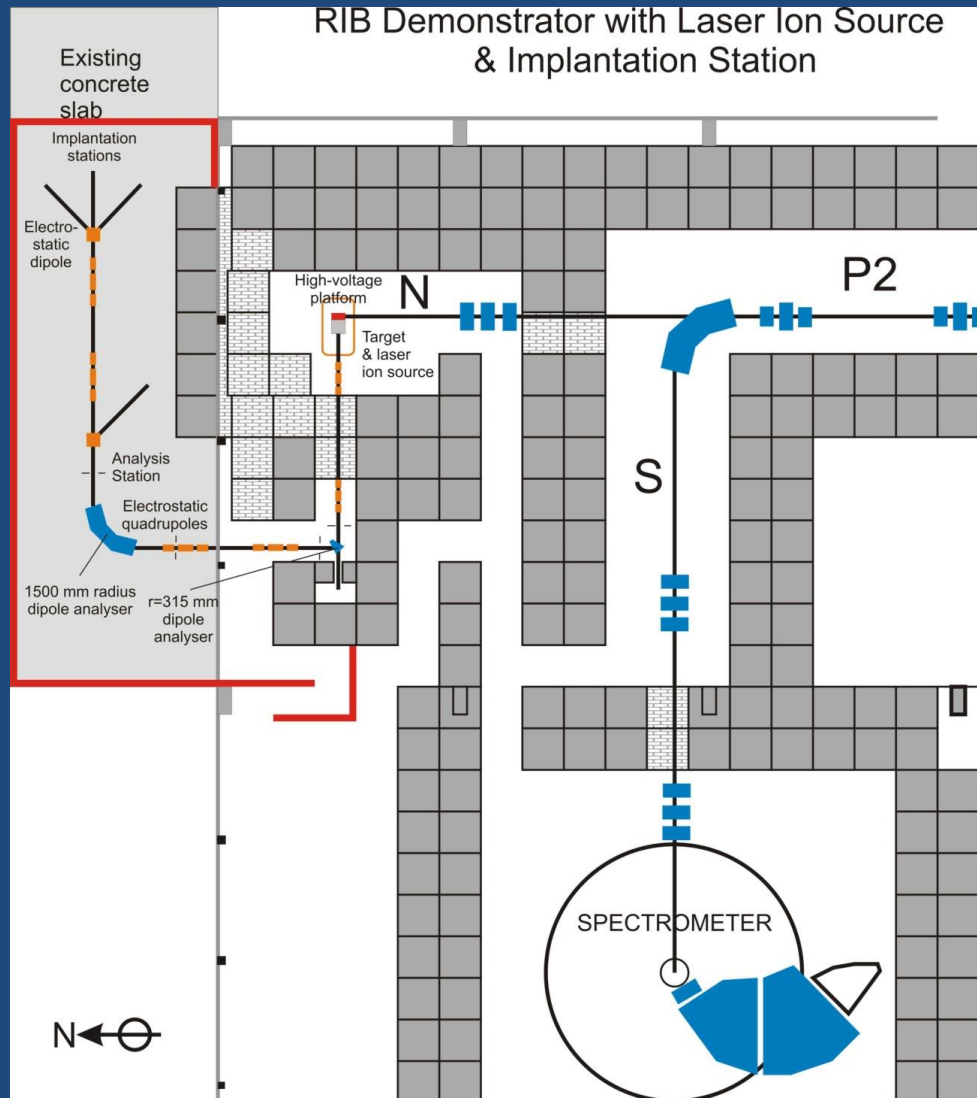 RIB Demonstrator with Laser Ion Source
& Implantation Station
Existing
concrete
slab
Implantation
stations
Electro-
static
dipole
High-voltage
platform
N
P2
Target
& laser
ion source
S
Analysis
Station
Electrostatic
quadrupoles
1500 mm radius
dipole analyser
r=315 mm
dipole
analyser
SPECTROMETER
N